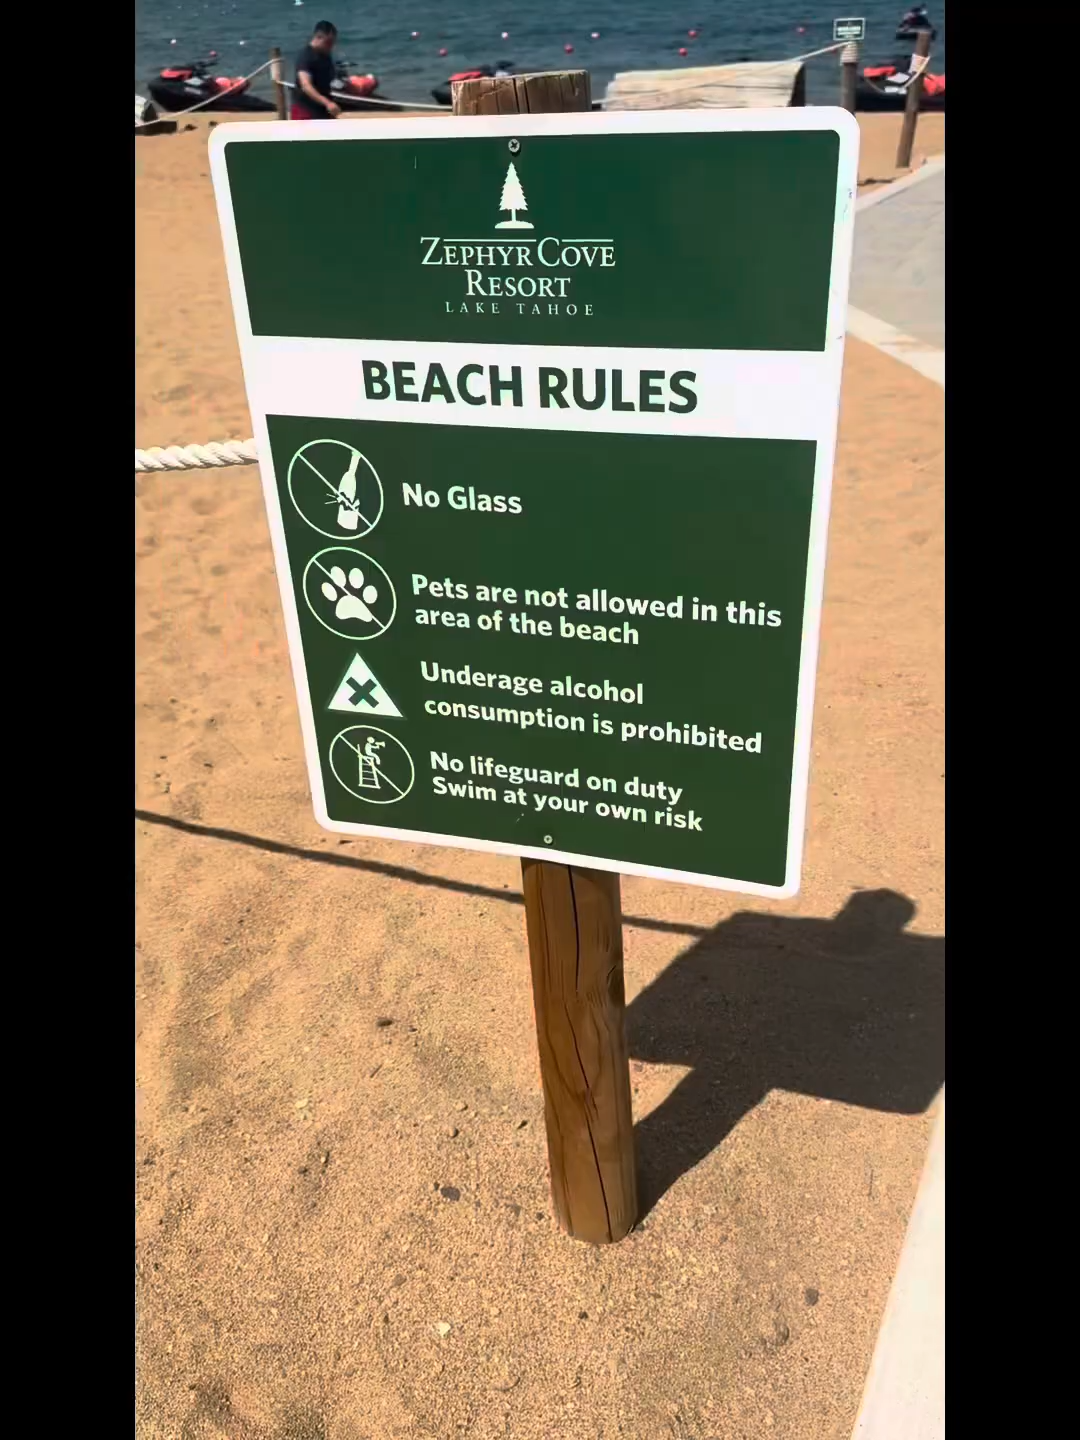 Zephyr Cove
Resort
LAKE TAHOE
BEACH RULES
No Glass
Pets are not allowed in this
area of the beach
Underage alcohol
consumption is prohibited
No lifeguard on duty
Swim at your own risk